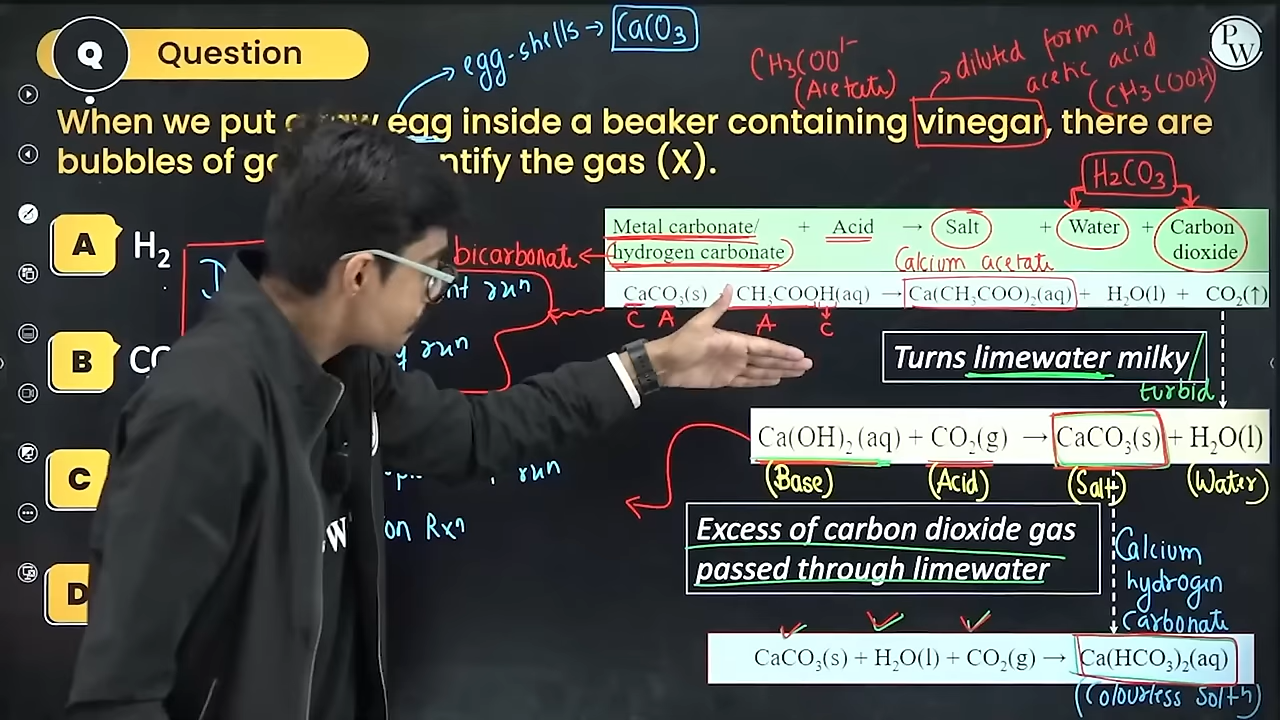 Q Question
egg-shells → CaCO3
CH3COO¹⁻
(Acetate)
→ diluted form of
acetic acid
(CH3COOH)
PW
When we put a raw egg inside a beaker containing vinegar, there are
bubbles of ntify the gas (X).
H2CO3
A H₂
B
C
D
Metal carbonate/ + Acid → Salt + Water + Carbon
hydrogen carbonate dioxide
bicarbonate ←
Calcium acetate
CaCO₃(s) CH₃COOH(aq) → Ca(CH₃COO)₂(aq) + H₂O(l) + CO₂(↑)
C A A C
rxn
rxn
rxn
on Rxn
Turns limewater milky/
turbid
Ca(OH)₂(aq) + CO₂(g) → CaCO₃(s) + H₂O(l)
(Base) (Acid) (Salt) (Water)
Excess of carbon dioxide gas
passed through limewater
Calcium
hydrogen
carbonate
CaCO₃(s) + H₂O(l) + CO₂(g) → Ca(HCO₃)₂(aq)
(Colourless Solⁿ)